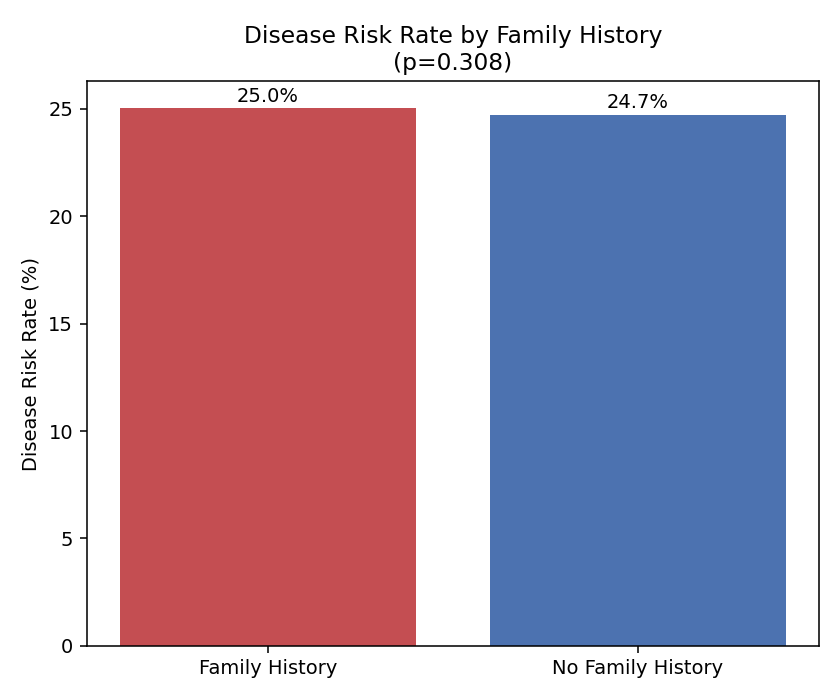 Disease Risk Rate by Family History
(p=0.308)
25.0%
24.7%
25
20
15
10
5
0
Disease Risk Rate (%)
Family History
No Family History